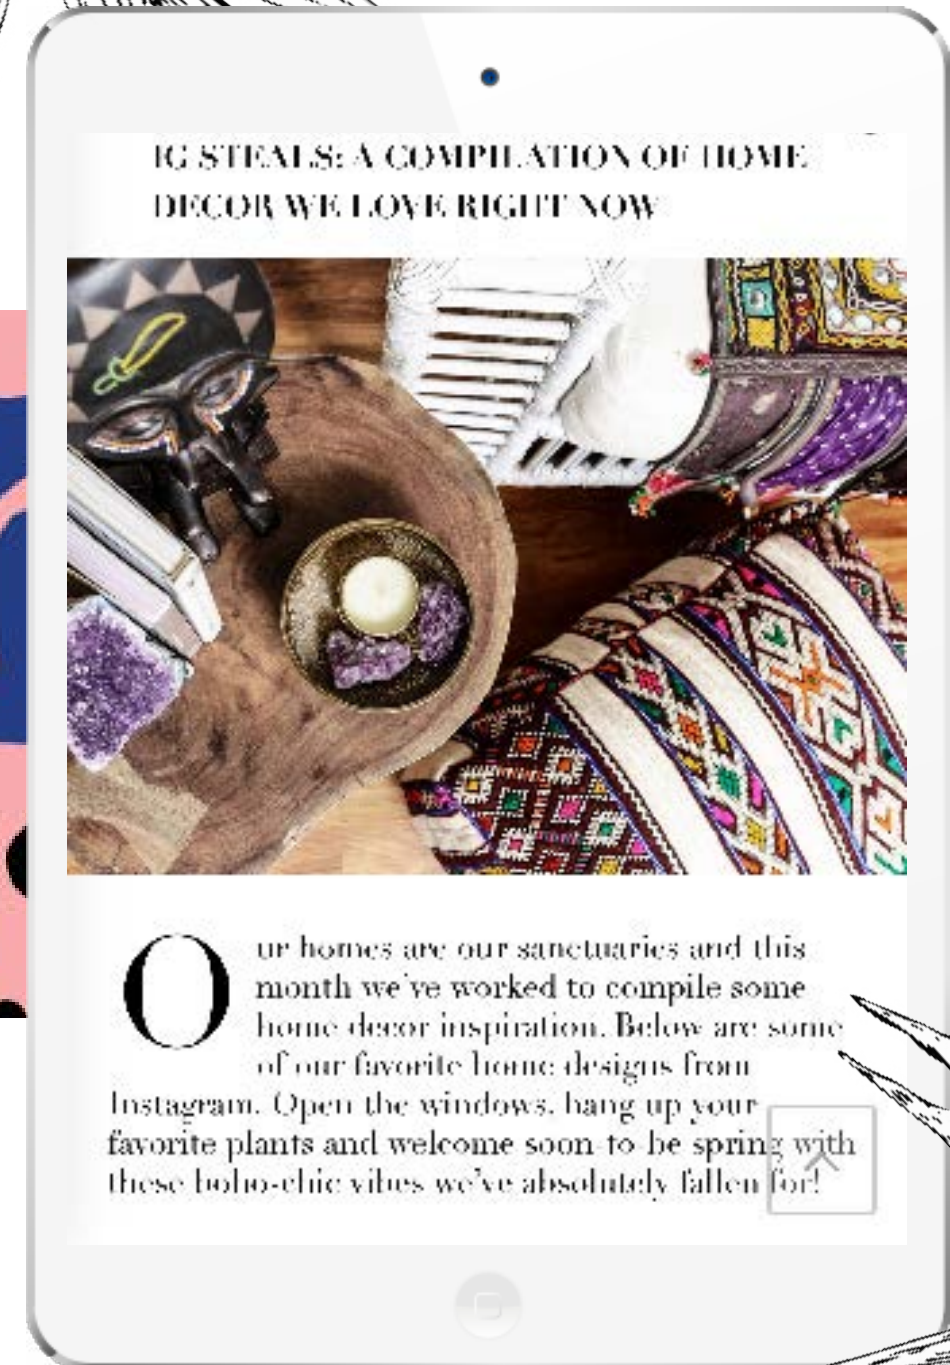 IG STEALS: A COMPILATION OF HOME
DECOR WE LOVE RIGHT NOW
Our homes are our sanctuaries and this
month we've worked to compile some
home decor inspiration. Below are some
of our favorite home designs from
Instagram. Open the windows, hang up your
favorite plants and welcome soon-to-be spring with
these boho-chic vibes we've absolutely fallen for!